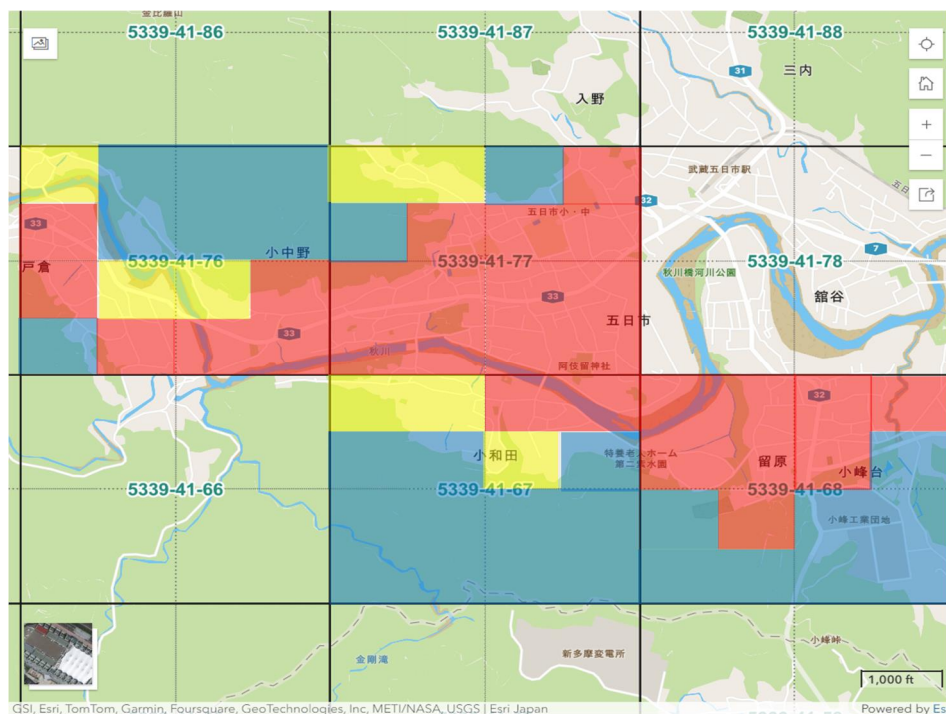 金比羅山
5339-41-86
5339-41-87
5339-41-88
31
三内
入野
武蔵五日市駅
32
33
五日市小・中
戸倉
小中野
5339-41-76
5339-41-77
5339-41-78
7
秋川橋河川公園
33
舘谷
33
五日市
秋川
阿伎留神社
32
小和田
特養老人ホーム
第二清水園
留原
小峰台
5339-41-66
5339-41-67
5339-41-68
小峰工業団地
小峰峠
金剛滝
新多摩変電所
1,000 ft
GSI, Esri, TomTom, Garmin, Foursquare, GeoTechnologies, Inc, METI/NASA, USGS | Esri Japan
Powered by Es